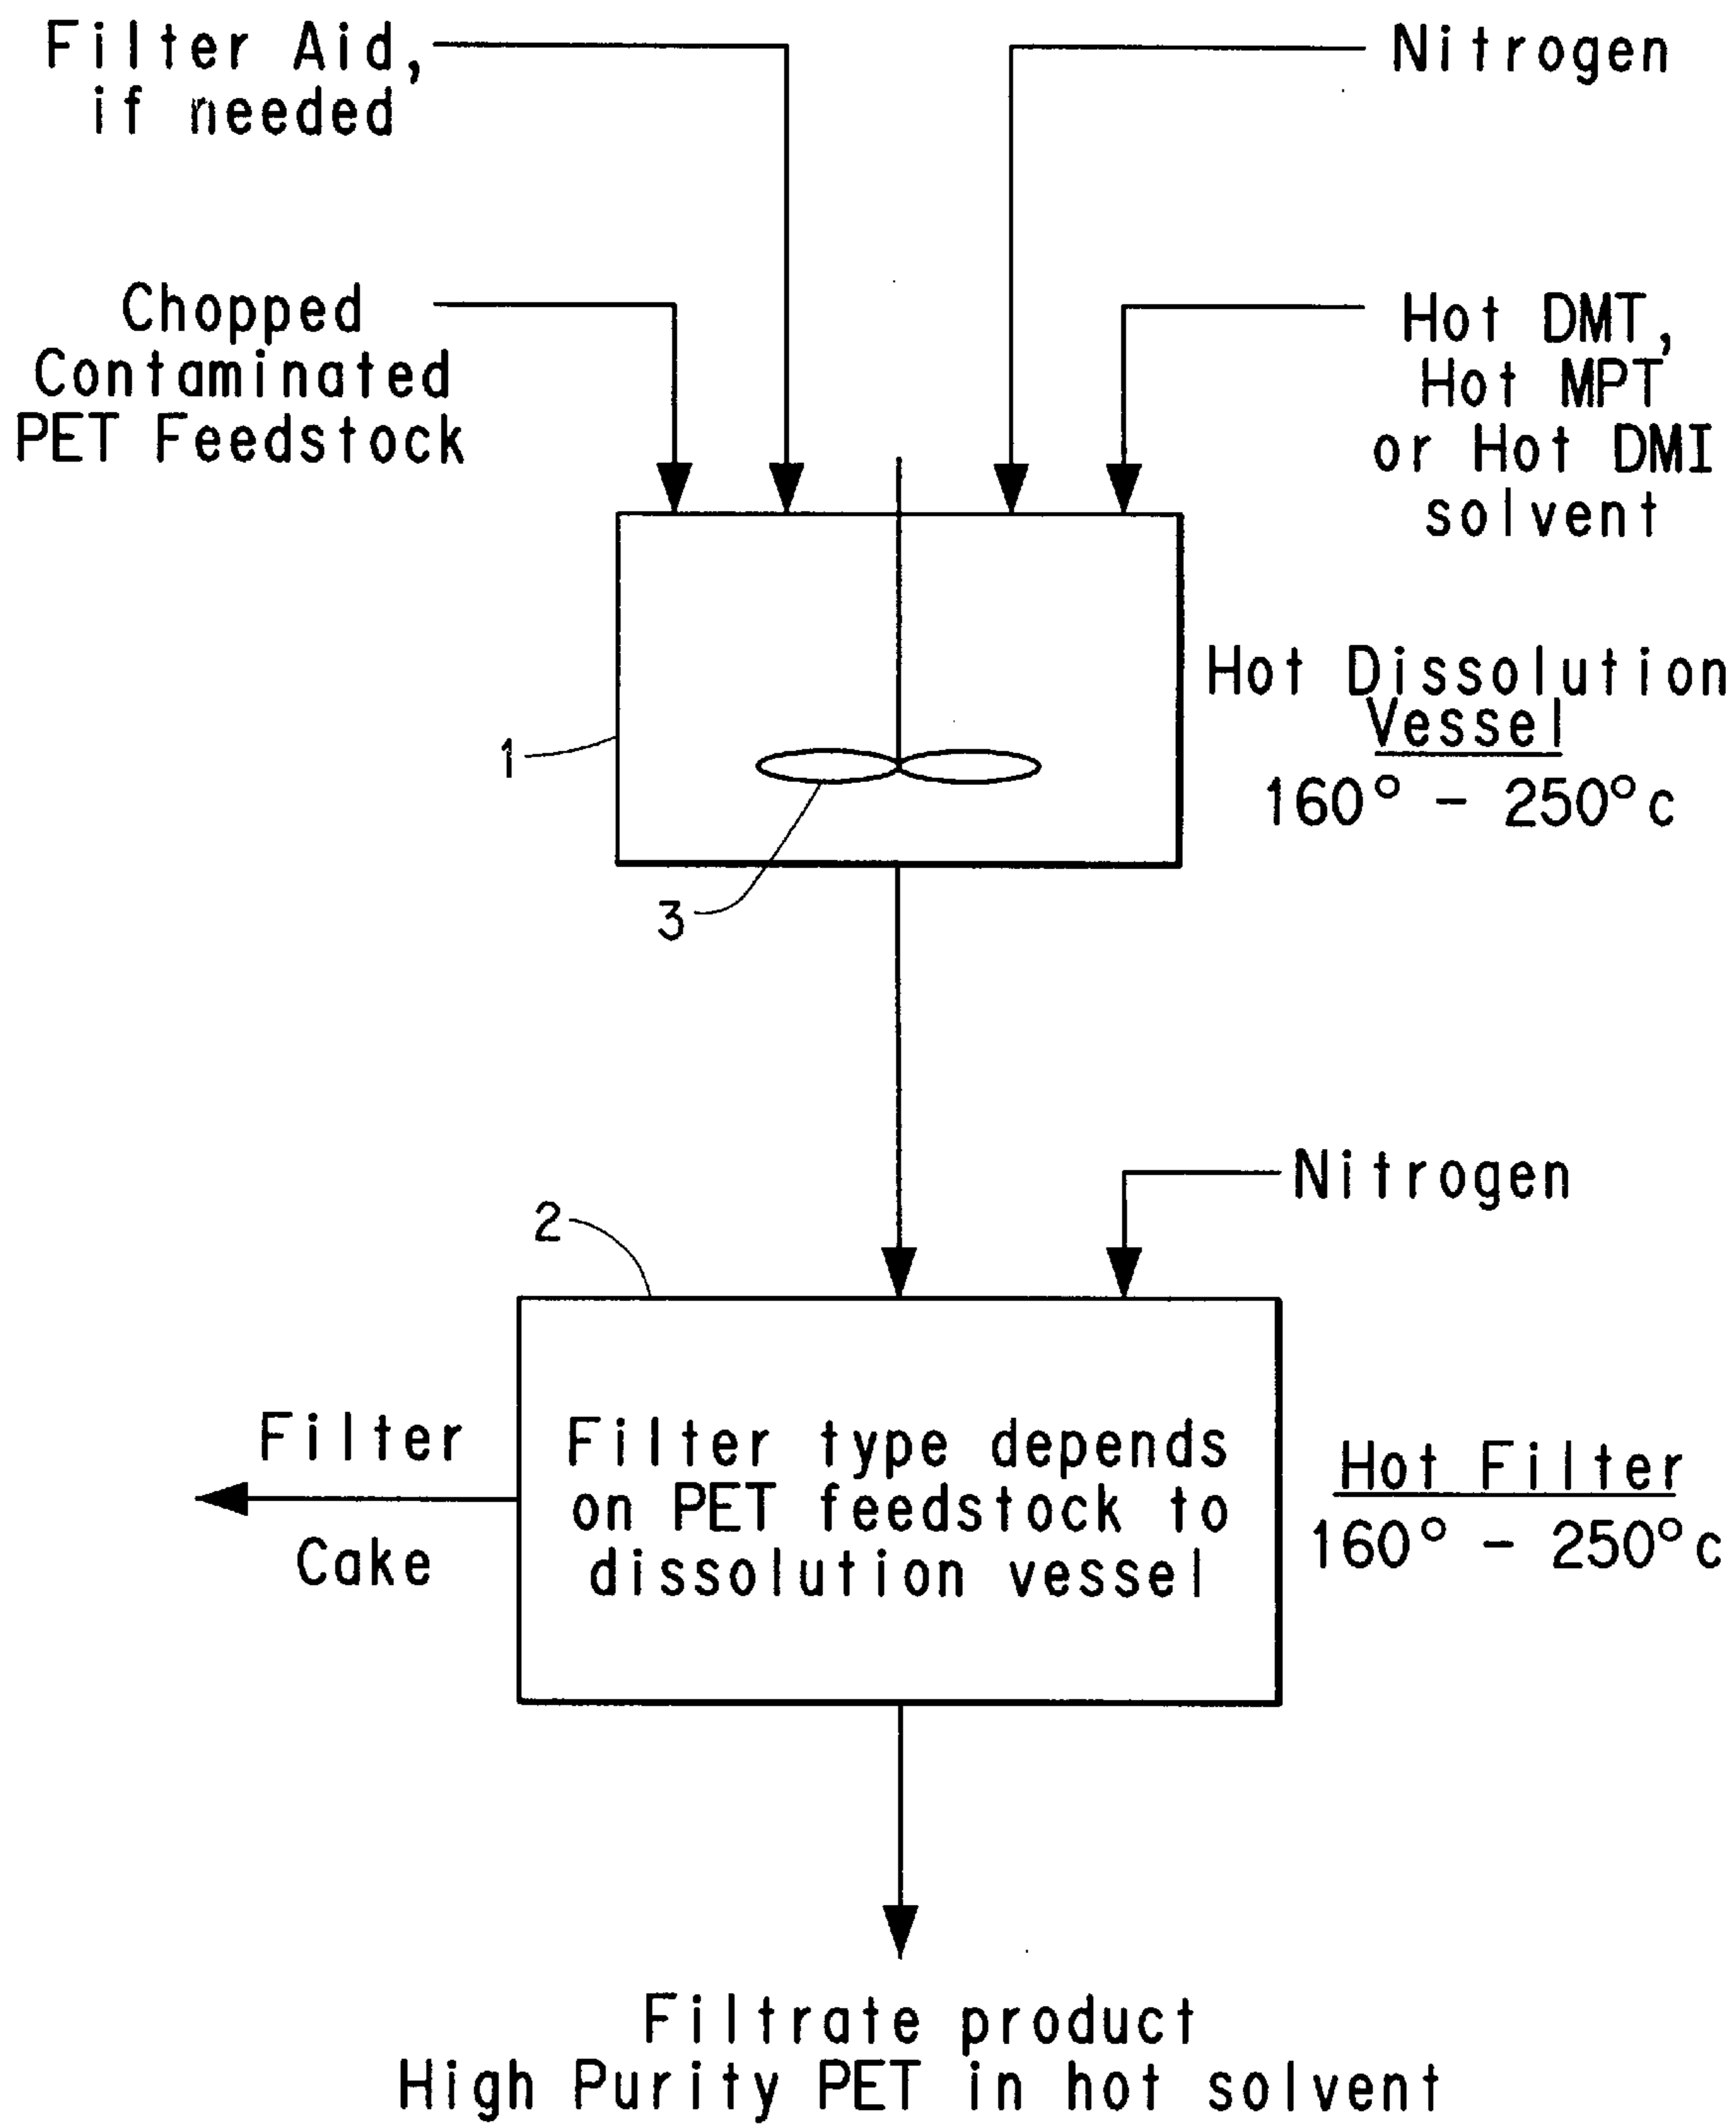 Filter Aid,
if needed
Nitrogen
Chopped
Contaminated
PET Feedstock
Hot DMT,
Hot MPT
or Hot DMI
solvent
Hot Dissolution
Vessel
160° - 250°c
1
3
Nitrogen
2
Filter
Cake
Filter type depends
on PET feedstock to
dissolution vessel
Hot Filter
160° - 250°c
Filtrate product
High Purity PET in hot solvent